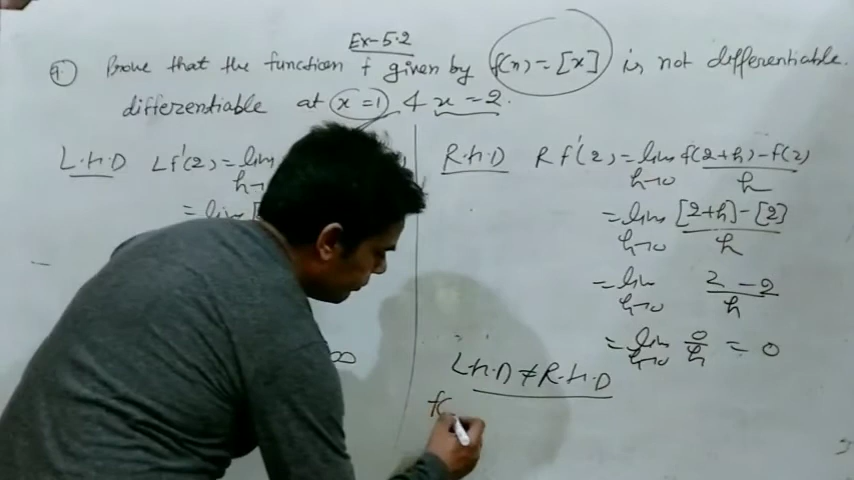 Ex-5.2
9. Prove that the function f given by f(x) = [x] is not differentiable.
differentiable at x = 1 & x = 2.
L.H.D Lf'(2) = lim
h→0
= lim [
∞
R.H.D Rf'(2) = lim f(2+h) - f(2)
h→0 h
= lim [2+h] - [2]
h→0 h
= lim 2 - 2
h→0 h
= lim 0/h = 0
h→0
L.H.D ≠ R.H.D
f(